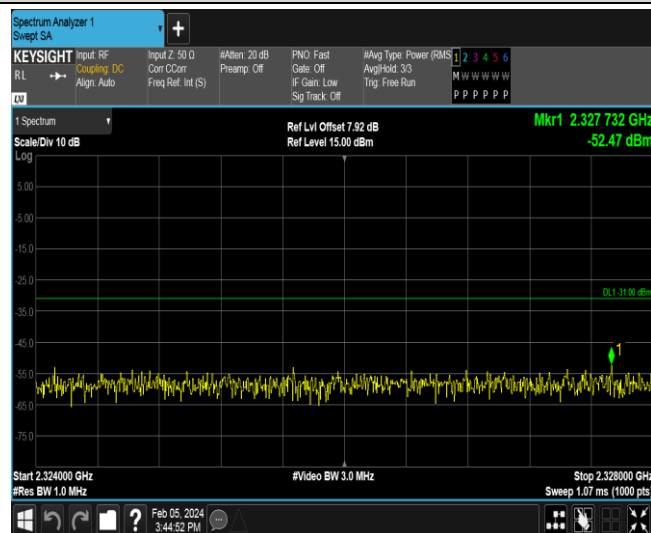 Spectrum Analyzer 1
Swept SA
+
KEYSIGHT
RL
Input: RF
Coupling: DC
Align: Auto
Input Z: 50 Ω
Corr CCorr
Freq Ref: Int (S)
#Atten: 20 dB
Preamp: Off
PNO: Fast
Gate: Off
IF Gain: Low
Sig Track: Off
#Avg Type: Power (RMS
Avg|Hold: 3/3
Trig: Free Run
1 2 3 4 5 6
M W W W W W
P P P P P P
1 Spectrum
Scale/Div 10 dB
Log
Ref Lvl Offset 7.92 dB
Ref Level 15.00 dBm
Mkr1 2.327 732 GHz
-52.47 dBm
5.00
-5.00
-15.0
-25.0
DL1 -31.00 dBm
-35.0
-45.0
1
-55.0
-65.0
-75.0
Start 2.324000 GHz
#Res BW 1.0 MHz
#Video BW 3.0 MHz
Stop 2.328000 GHz
Sweep 1.07 ms (1000 pts)
?
Feb 05, 2024
3:44:52 PM